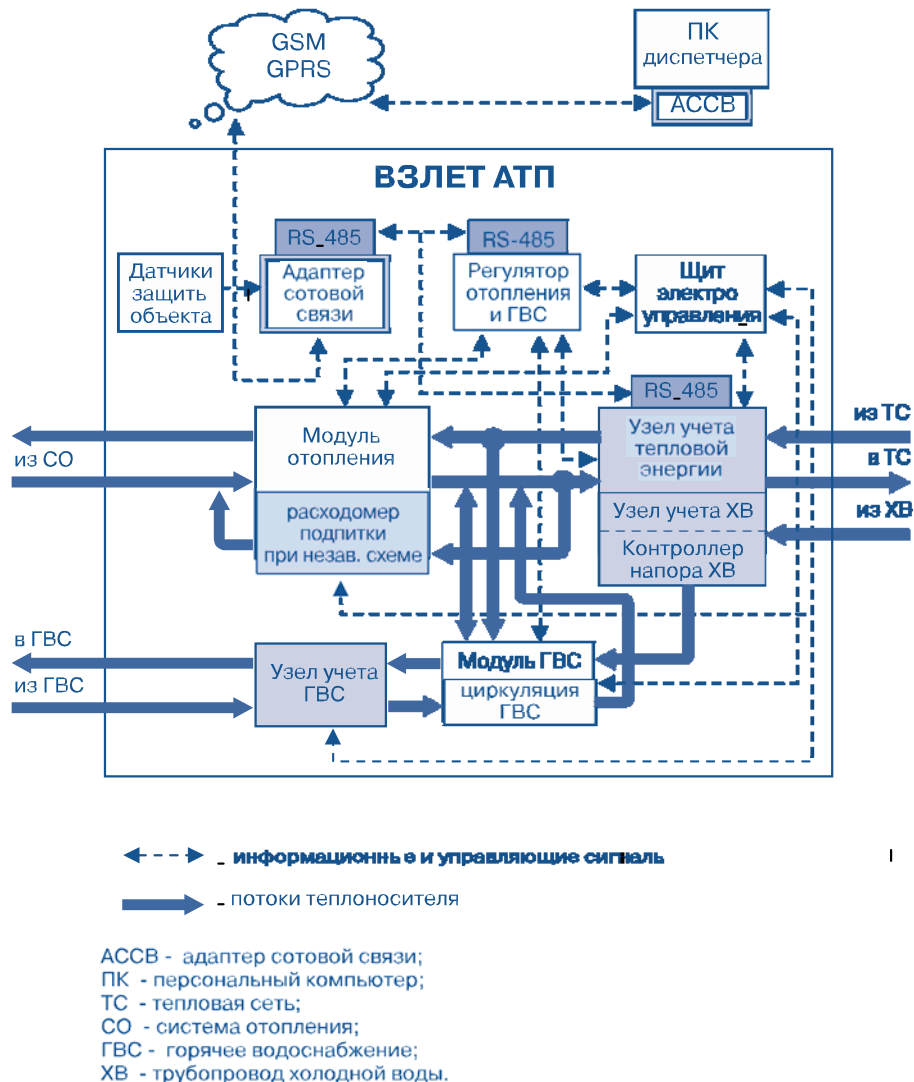 GSM
GPRS
ПК
диспетчера
АССВ
ВЗЛЕТ АТП
RS_485
RS-485
Датчики
защить
объекта
Адаптер
сотовой
связи
Регулятор
отопления
и ГВС
Щит
электро
управления
RS_485
из СО
Модуль
отопления
расходомер
подпитки
при незав. схеме
Узел учета
тепловой
энергии
Узел учета ХВ
Контроллер
напора ХВ
из ТС
в ТС
из ХВ
в ГВС
из ГВС
Узел учета
ГВС
Модуль ГВС
циркуляция
ГВС
- информационнь е и управляющие сигналь
- потоки теплоносителя
АССВ - адаптер сотовой связи;
ПК - персональный компьютер;
ТС - тепловая сеть;
СО - система отопления;
ГВС - горячее водоснабжение;
ХВ - трубопровод холодной воды.